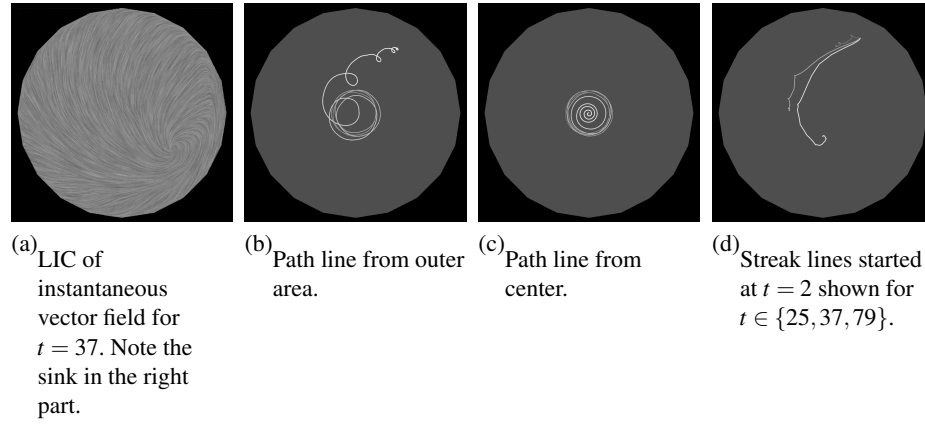 (a) LIC of
instantaneous
vector field for
t = 37. Note the
sink in the right
part.
(b) Path line from outer
area.
(c) Path line from
center.
(d) Streak lines started
at t = 2 shown for
t ∈ {25, 37, 79}.